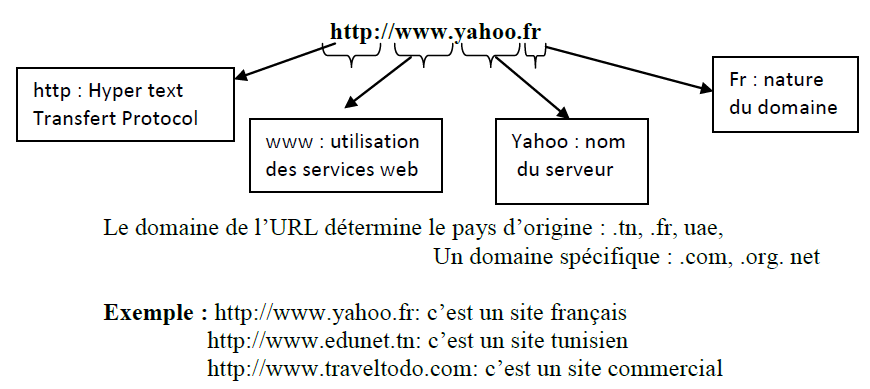 http://www.yahoo.fr
http : Hyper text
Transfert Protocol
www : utilisation
des services web
Yahoo : nom
du serveur
Fr : nature
du domaine
Le domaine de l’URL détermine le pays d’origine : .tn, .fr, uae,
Un domaine spécifique : .com, .org. net
Exemple : http://www.yahoo.fr: c’est un site français
http://www.edunet.tn: c’est un site tunisien
http://www.traveltodo.com: c’est un site commercial